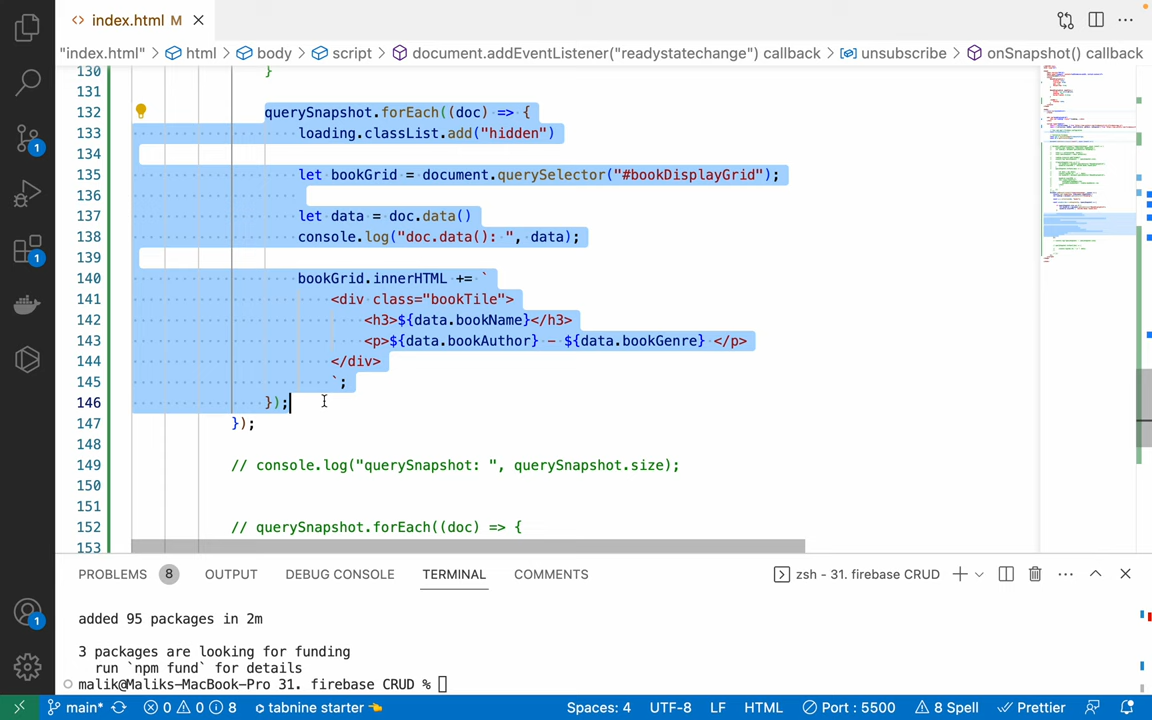 index.html M
"index.html" > html > body > script > document.addEventListener("readystatechange") callback > unsubscribe > onSnapshot() callback
130 }
131
132 querySnapshot.forEach((doc) => {
133 loading.classList.add("hidden")
134
135 let bookGrid = document.querySelector("#bookDisplayGrid");
136
137 let data = doc.data()
138 console.log("doc.data(): ", data);
139
140 bookGrid.innerHTML += `
141 <div class="bookTile">
142 <h3>${data.bookName}</h3>
143 <p>${data.bookAuthor} - ${data.bookGenre} </p>
144 </div>
145 `;
146 });
147 });
148
149 // console.log("querySnapshot: ", querySnapshot.size);
150
151
152 // querySnapshot.forEach((doc) => {
153
PROBLEMS 8 OUTPUT DEBUG CONSOLE TERMINAL COMMENTS zsh - 31. firebase CRUD
added 95 packages in 2m
3 packages are looking for funding
run `npm fund` for details
malik@Maliks-MacBook-Pro 31. firebase CRUD %
main* 0 0 8 tabnine starter Spaces: 4 UTF-8 LF HTML Port : 5500 8 Spell Prettier
1
1
1